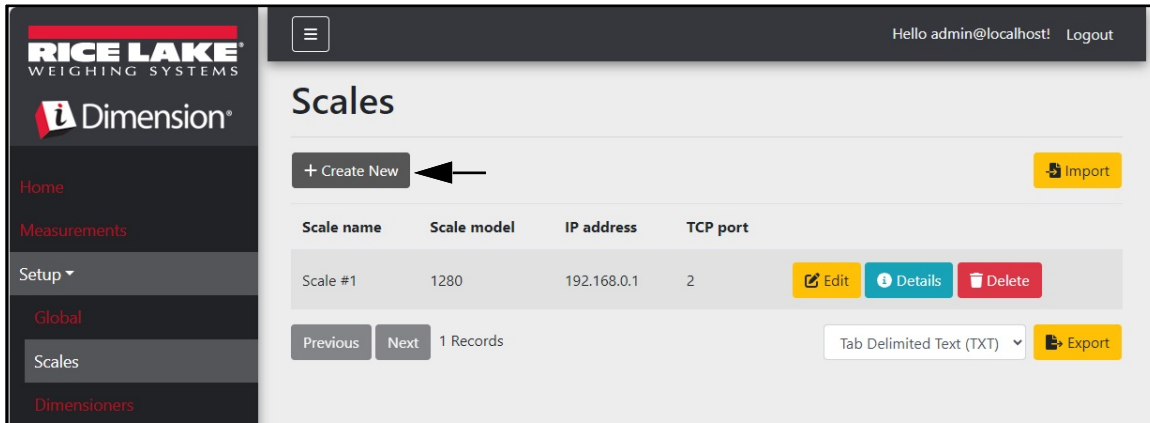 RICE LAKE®
WEIGHING SYSTEMS
i Dimension®
Home
Measurements
Setup
Global
Scales
Dimensioners
Hello admin@localhost! Logout
Scales
+ Create New
Import
Scale name Scale model IP address TCP port
Scale #1 1280 192.168.0.1 2 Edit Details Delete
Previous Next 1 Records Tab Delimited Text (TXT) Export